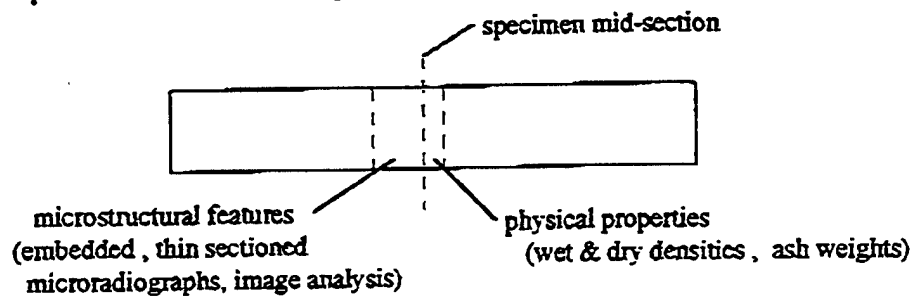 specimen mid-section
microstructural features
(embedded , thin sectioned
microradiographs, image analysis)
physical properties
(wet & dry densities , ash weights)